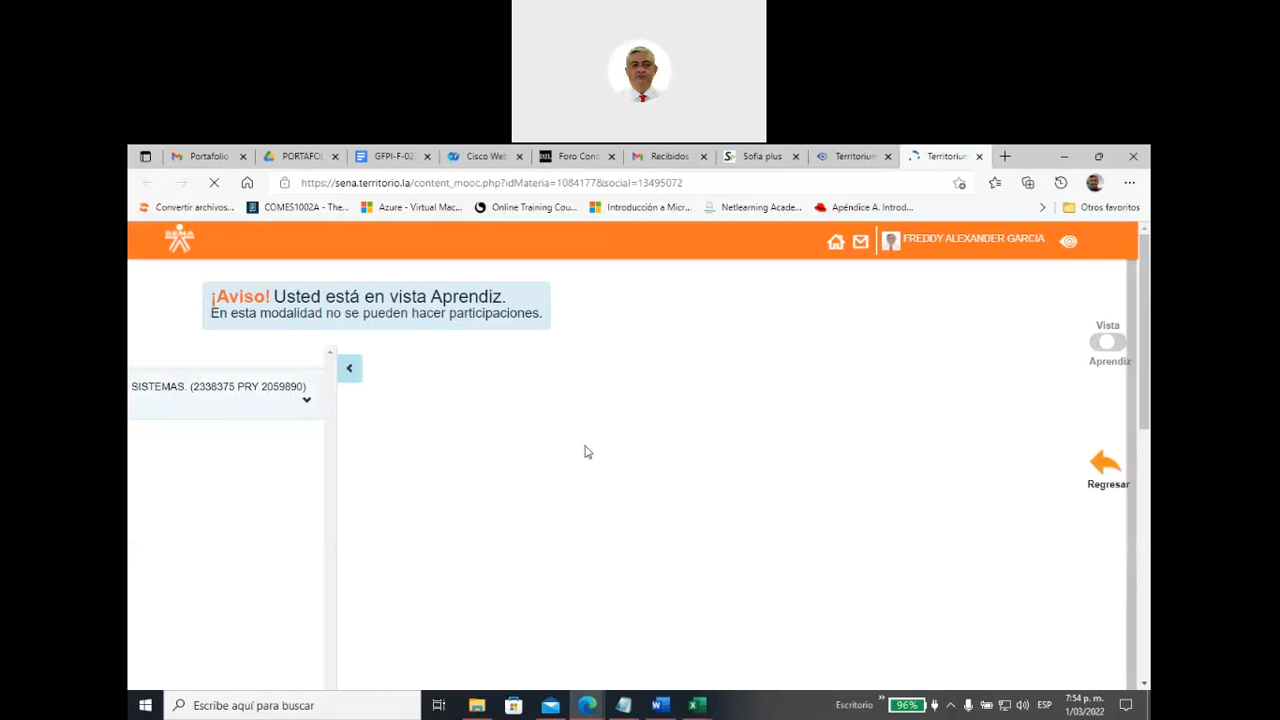 Portafolio
PORTAFOL
GFPI-F-02
Cisco Web
Foro Conc
Recibidos
Sofia plus
Territorium
Territorium
https://sena.territorio.la/content_mooc.php?idMateria=1084177&social=13495072
Convertir archivos...
COMES1002A - The...
Azure - Virtual Mac...
Online Training Cou...
Introducción a Micr...
Netlearning Acade...
Apéndice A. Introd...
Otros favoritos
SENA
FREDDY ALEXANDER GARCIA
¡Aviso! Usted está en vista Aprendiz.
En esta modalidad no se pueden hacer participaciones.
Vista
Aprendiz
SISTEMAS. (2338375 PRY 2059890)
Regresar
Escribe aquí para buscar
Escritorio
96%
ESP
7:54 p. m.
1/03/2022